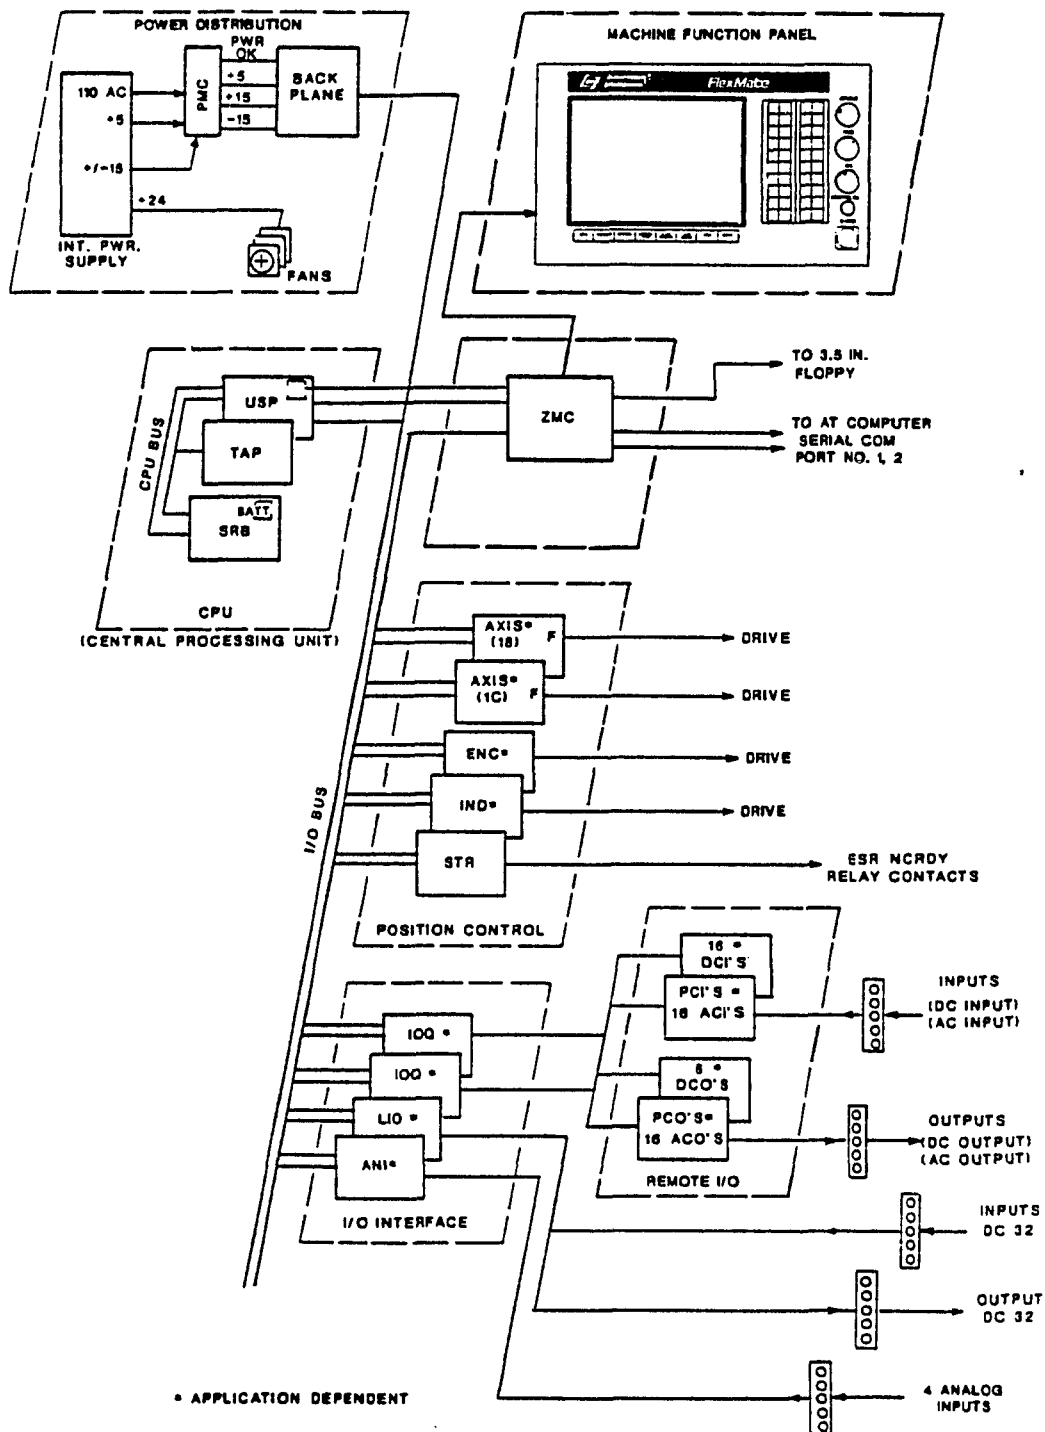 POWER DISTRIBUTION
PWR
OK
110 AC
+5
+/-15
+24
PMC
+5
+15
-15
BACK
PLANE
INT. PWR.
SUPPLY
FANS
MACHINE FUNCTION PANEL
FlexMate
CPU BUS
USP
TAP
BATT.
SRB
CPU
(CENTRAL PROCESSING UNIT)
ZMC
TO 3.5 IN.
FLOPPY
TO AT COMPUTER
SERIAL COM
PORT NO. 1, 2
I/O BUS
AXIS*
(18)
F
DRIVE
AXIS*
(1C)
F
DRIVE
ENC*
DRIVE
IND*
DRIVE
STR
ESR NCRDY
RELAY CONTACTS
POSITION CONTROL
16 *
DCI'S
PCI'S *
16 ACI'S
INPUTS
(DC INPUT)
(AC INPUT)
IOQ *
IOQ *
LIO *
ANI*
I/O INTERFACE
8 *
DCO'S
PCO'S*
16 ACO'S
OUTPUTS
(DC OUTPUT)
(AC OUTPUT)
REMOTE I/O
INPUTS
DC 32
OUTPUT
DC 32
4 ANALOG
INPUTS
* APPLICATION DEPENDENT